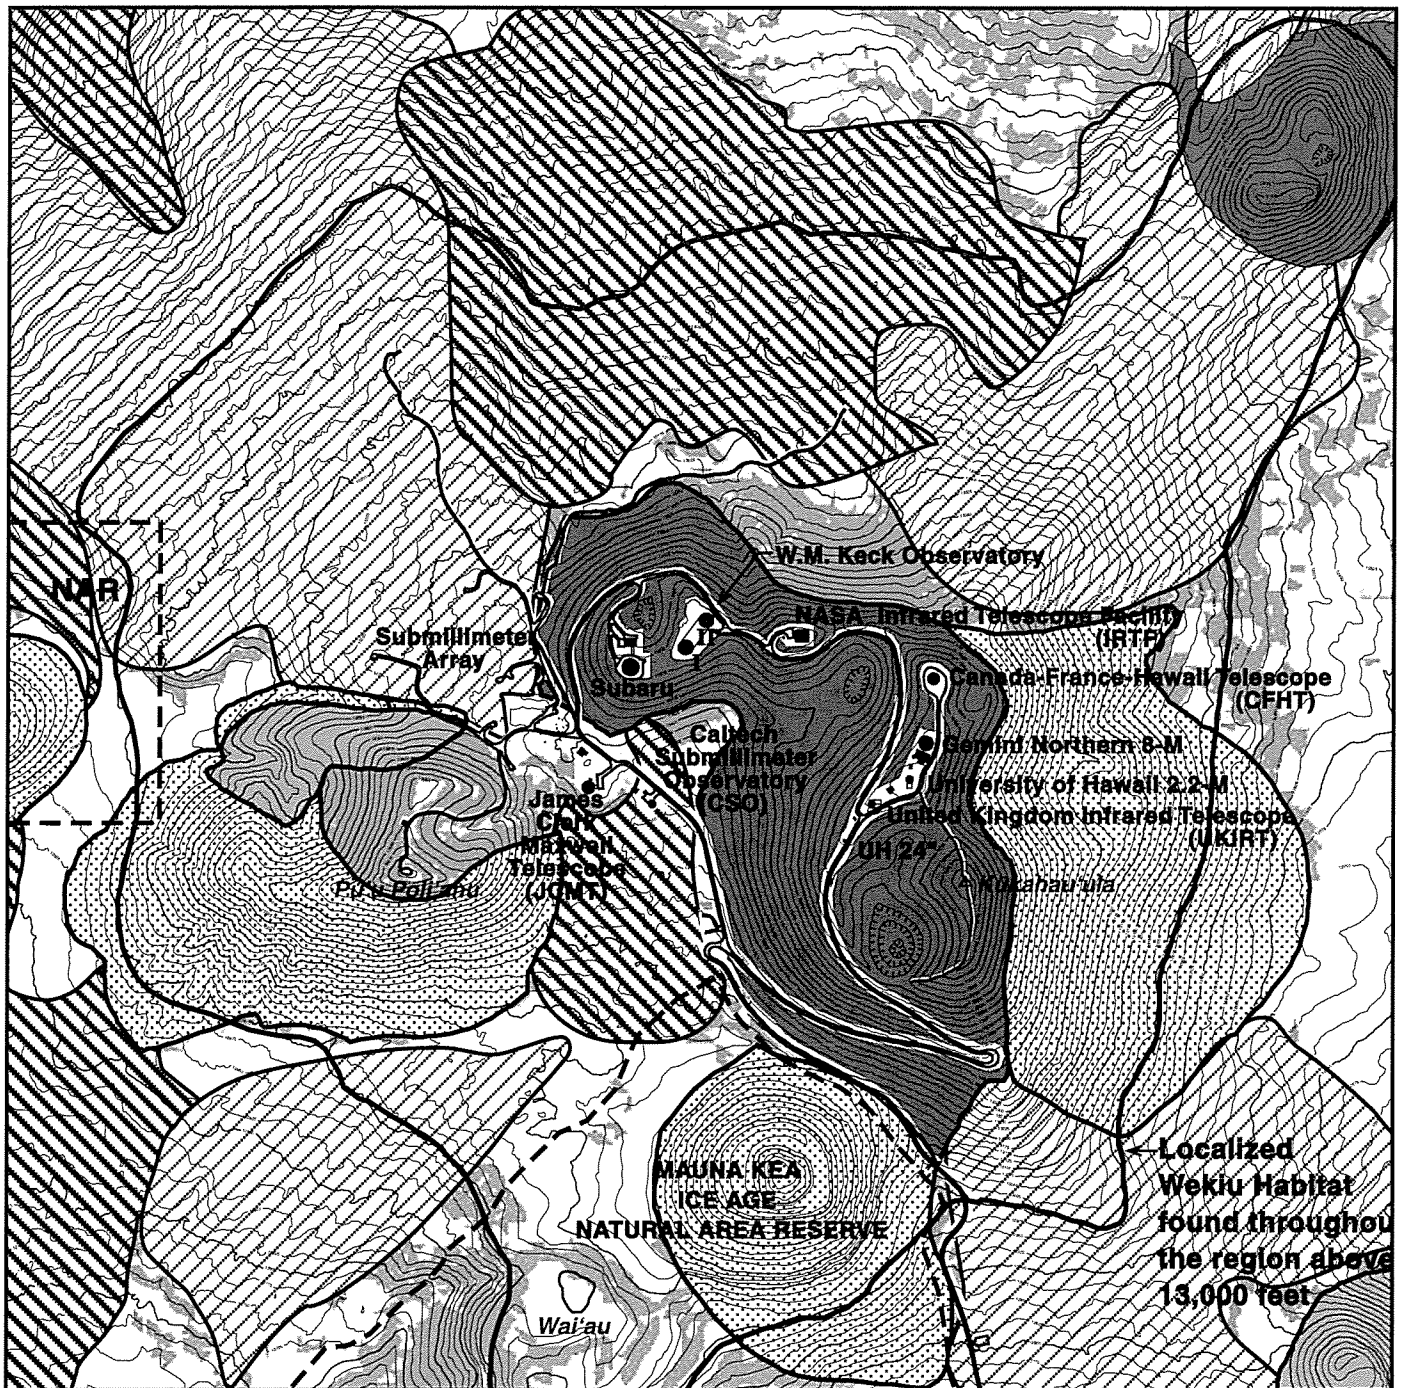 W.M. Keck Observatory
NAR
NASA Infrared Telescope Facility
(IRTF)
II
I
Submillimeter
Array
Subaru
Canada-France-Hawaii Telescope
(CFHT)
Caltech
Submillimeter
Observatory
(CSO)
Gemini Northern 8-M
University of Hawaii 2.2-M
United Kingdom Infrared Telescope
(UKIRT)
UH 24"
James
Clerk
Maxwell
Telescope
(JCMT)
Pu'u Poli'ahu
Kūkahau'ula
Localized
Wekiu Habitat
found throughou
the region above
13,000 feet
MAUNA KEA
ICE AGE
NATURAL AREA RESERVE
Wai'au